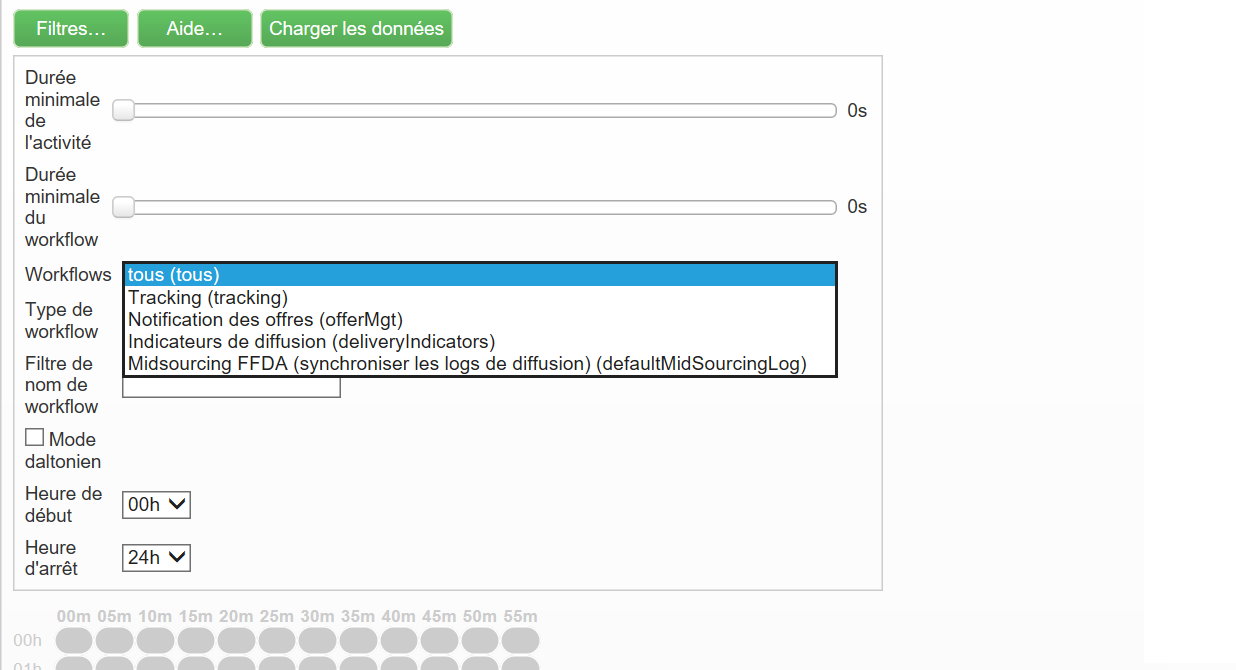 Filtres... Aide... Charger les données
Durée
minimale
de
l'activité
0s
Durée
minimale
du
workflow
0s
Workflows
tous (tous)
Tracking (tracking)
Notification des offres (offerMgt)
Indicateurs de diffusion (deliveryIndicators)
Midsourcing FFDA (synchroniser les logs de diffusion) (defaultMidSourcingLog)
Type de
workflow
Filtre de
nom de
workflow
Mode
daltonien
Heure de
début
00h
Heure
d'arrêt
24h
00m 05m 10m 15m 20m 25m 30m 35m 40m 45m 50m 55m
00h
01h